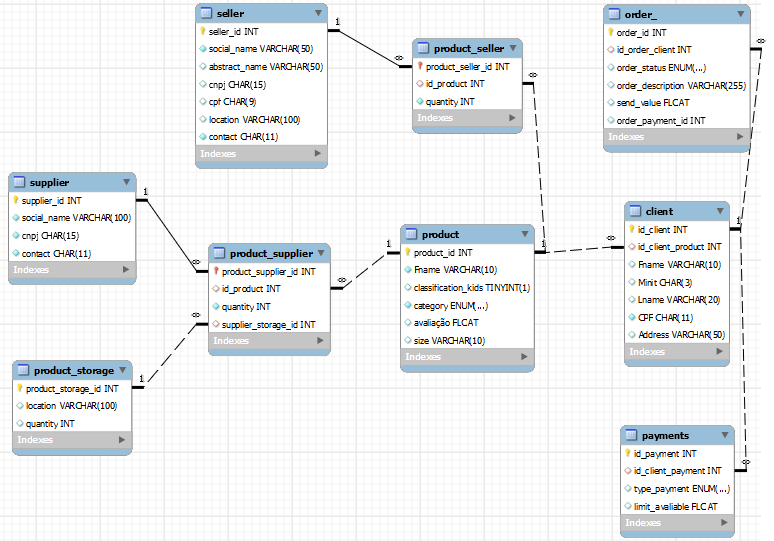 seller
seller_id INT
social_name VARCHAR(50)
abstract_name VARCHAR(50)
cnpj CHAR(15)
cpf CHAR(9)
location VARCHAR(100)
contact CHAR(11)
Indexes
1
∞
product_seller
product_seller_id INT
id_product INT
quantity INT
Indexes
∞
order_
order_id INT
id_order_client INT
order_status ENUM(...)
order_description VARCHAR(255)
send_value FLCAT
order_payment_id INT
Indexes
∞
supplier
supplier_id INT
social_name VARCHAR(100)
cnpj CHAR(15)
contact CHAR(11)
Indexes
1
∞
product_supplier
product_supplier_id INT
id_product INT
quantity INT
supplier_storage_id INT
Indexes
∞
∞
1
product
product_id INT
Fname VARCHAR(10)
classification_kids TINYINT(1)
category ENUM(...)
avaliação FLCAT
size VARCHAR(10)
Indexes
1
∞
client
id_client INT
id_client_product INT
Fname VARCHAR(10)
Minit CHAR(3)
Lname VARCHAR(20)
CPF CHAR(11)
Address VARCHAR(50)
Indexes
1
product_storage
product_storage_id INT
location VARCHAR(100)
quantity INT
Indexes
1
payments
id_payment INT
id_client_payment INT
type_payment ENUM(...)
limit_avaliable FLCAT
Indexes
∞